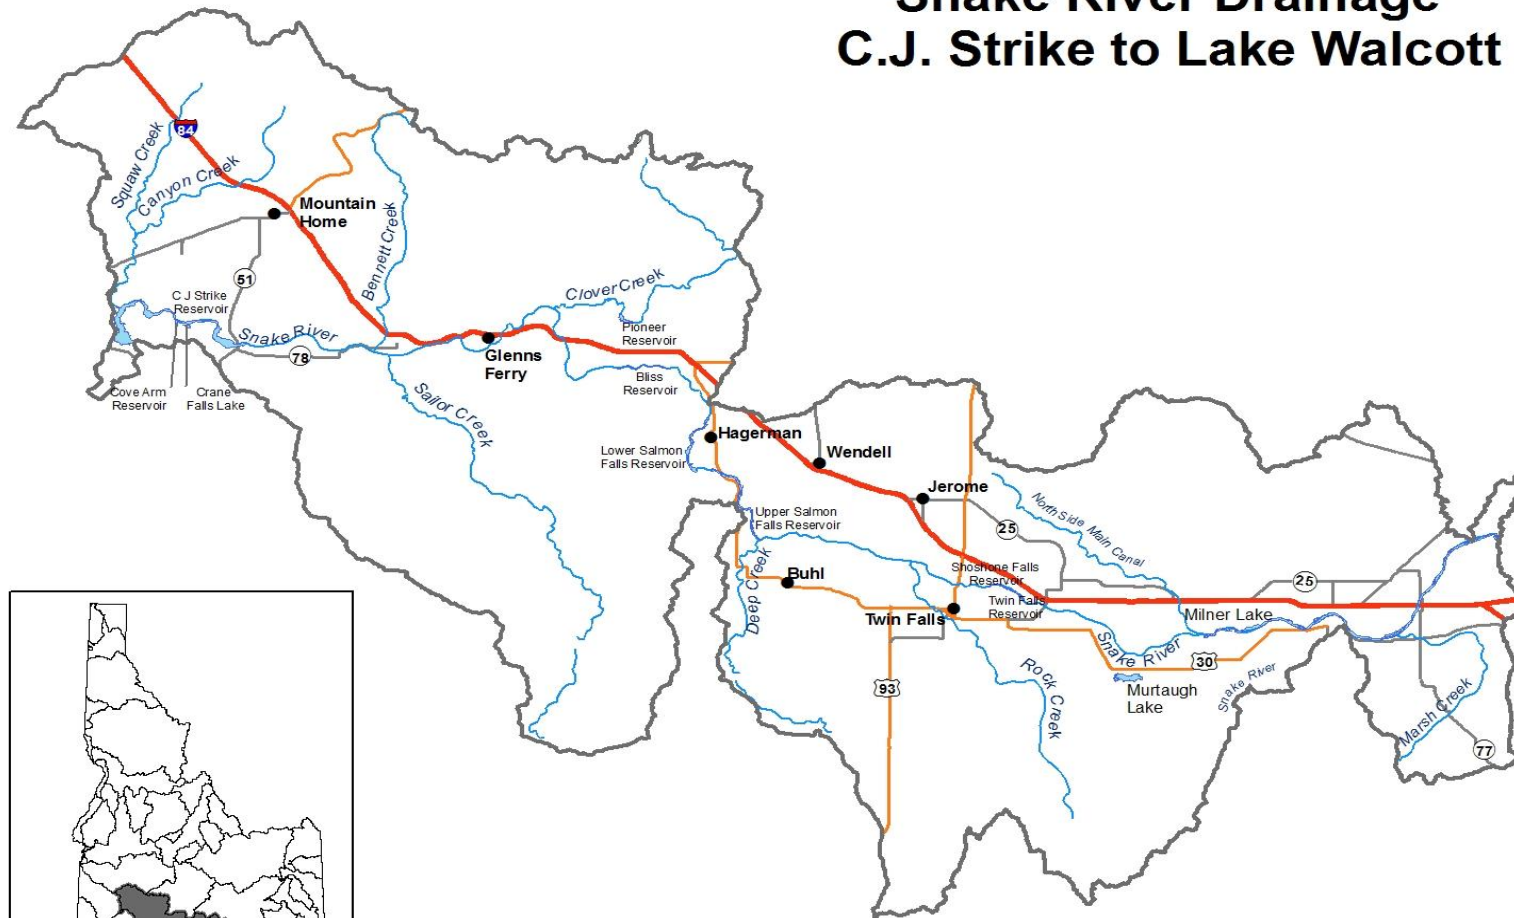 Snake River Drainage
C.J. Strike to Lake Walcott
84
Squaw Creek
Canyon Creek
Mountain
Home
Bennett Creek
51
C J Strike
Reservoir
Snake River
78
Clover Creek
Pioneer
Reservoir
Glenns
Ferry
Bliss
Reservoir
Cove Arm
Reservoir
Crane
Falls Lake
Sailor Creek
Hagerman
Lower Salmon
Falls Reservoir
Wendell
Jerome
Upper Salmon
Falls Reservoir
25
North Side Main Canal
Shoshone Falls
Reservoir
Deep Creek
Buhl
Twin Falls
Reservoir
Twin Falls
25
Milner Lake
Snake River
30
Rock Creek
93
Murtaugh
Lake
Snake River
Marsh Creek
77